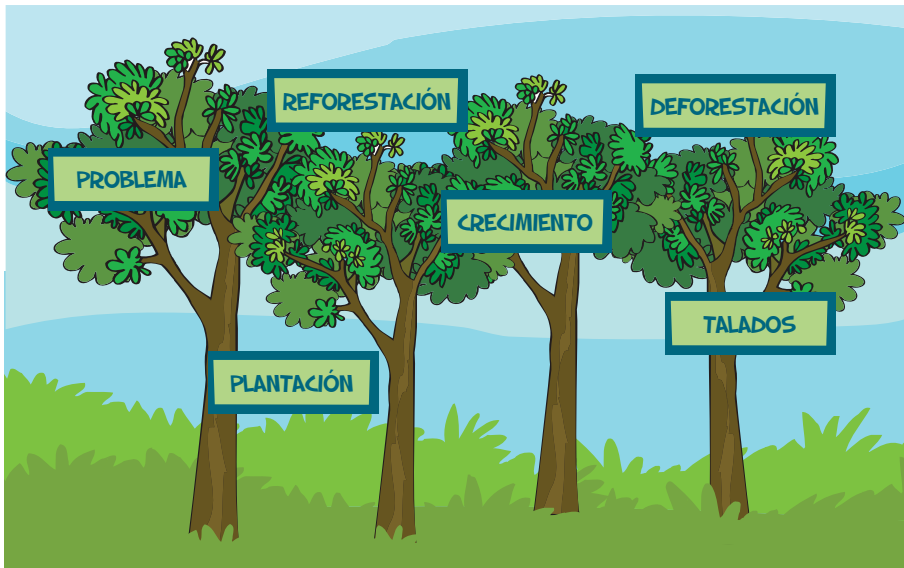 REFORESTACIÓN
DEFORESTACIÓN
PROBLEMA
CRECIMIENTO
TALADOS
PLANTACIÓN